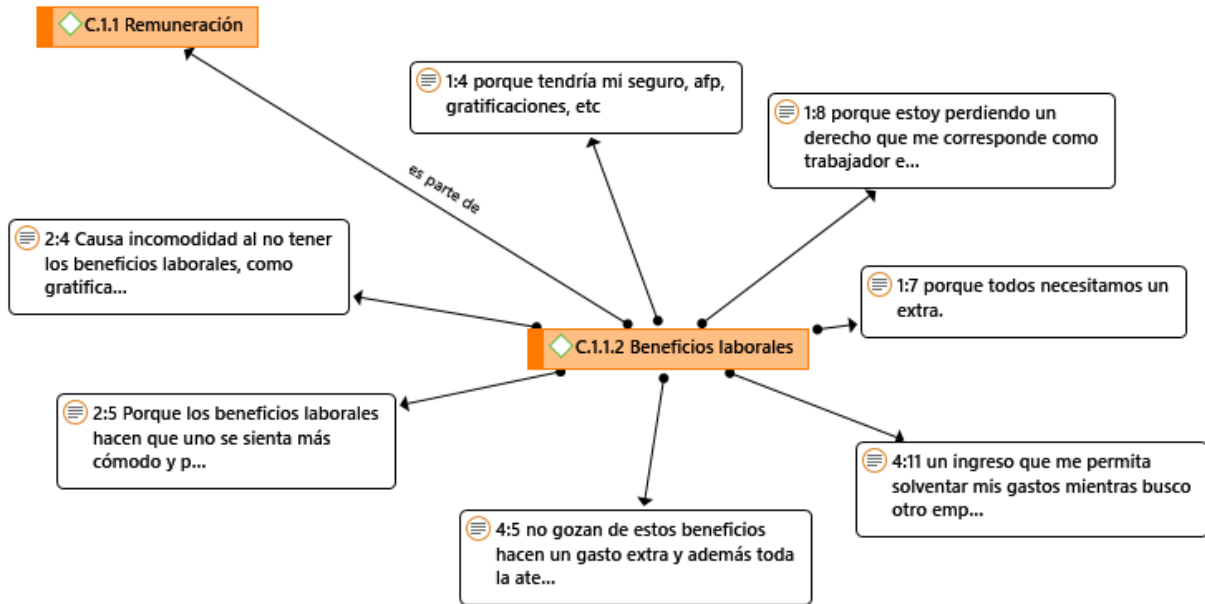 C.1.1 Remuneración
1:4 porque tendría mi seguro, afp,
gratificaciones, etc
1:8 porque estoy perdiendo un
derecho que me corresponde como
trabajador e...
es parte de
2:4 Causa incomodidad al no tener
los beneficios laborales, como
gratifica...
1:7 porque todos necesitamos un
extra.
C.1.1.2 Beneficios laborales
2:5 Porque los beneficios laborales
hacen que uno se sienta más
cómodo y p...
4:11 un ingreso que me permita
solventar mis gastos mientras busco
otro emp...
4:5 no gozan de estos beneficios
hacen un gasto extra y además toda
la ate...